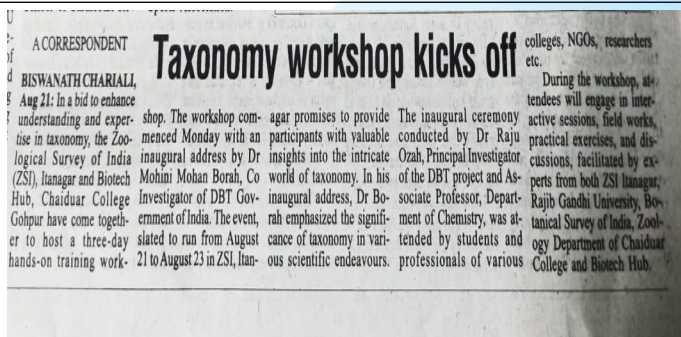 Taxonomy workshop kicks off
A CORRESPONDENT
BISWANATH CHARIALI,
Aug 21: In a bid to enhance
understanding and exper-
tise in taxonomy, the Zoo-
logical Survey of India
(ZSI), Itanagar and Biotech
Hub, Chaiduar College
Gohpur have come togeth-
er to host a three-day
hands-on training work-
shop. The workshop com-
menced Monday with an
inaugural address by Dr
Mohini Mohan Borah, Co
Investigator of DBT Gov-
ernment of India. The event,
slated to run from August
21 to August 23 in ZSI, Itan-
agar promises to provide
participants with valuable
insights into the intricate
world of taxonomy. In his
inaugural address, Dr Bo-
rah emphasized the signifi-
cance of taxonomy in vari-
ous scientific endeavours.
The inaugural ceremony
conducted by Dr Raju
Ozah, Principal Investigator
of the DBT project and As-
sociate Professor, Depart-
ment of Chemistry, was at-
tended by students and
professionals of various
colleges, NGOs, researchers
etc.
During the workshop, at-
tendees will engage in inter-
active sessions, field works,
practical exercises, and dis-
cussions, facilitated by ex-
perts from both ZSI Itanagar,
Rajib Gandhi University, Bo-
tanical Survey of India, Zool-
ogy Department of Chaiduar
College and Biotech Hub.